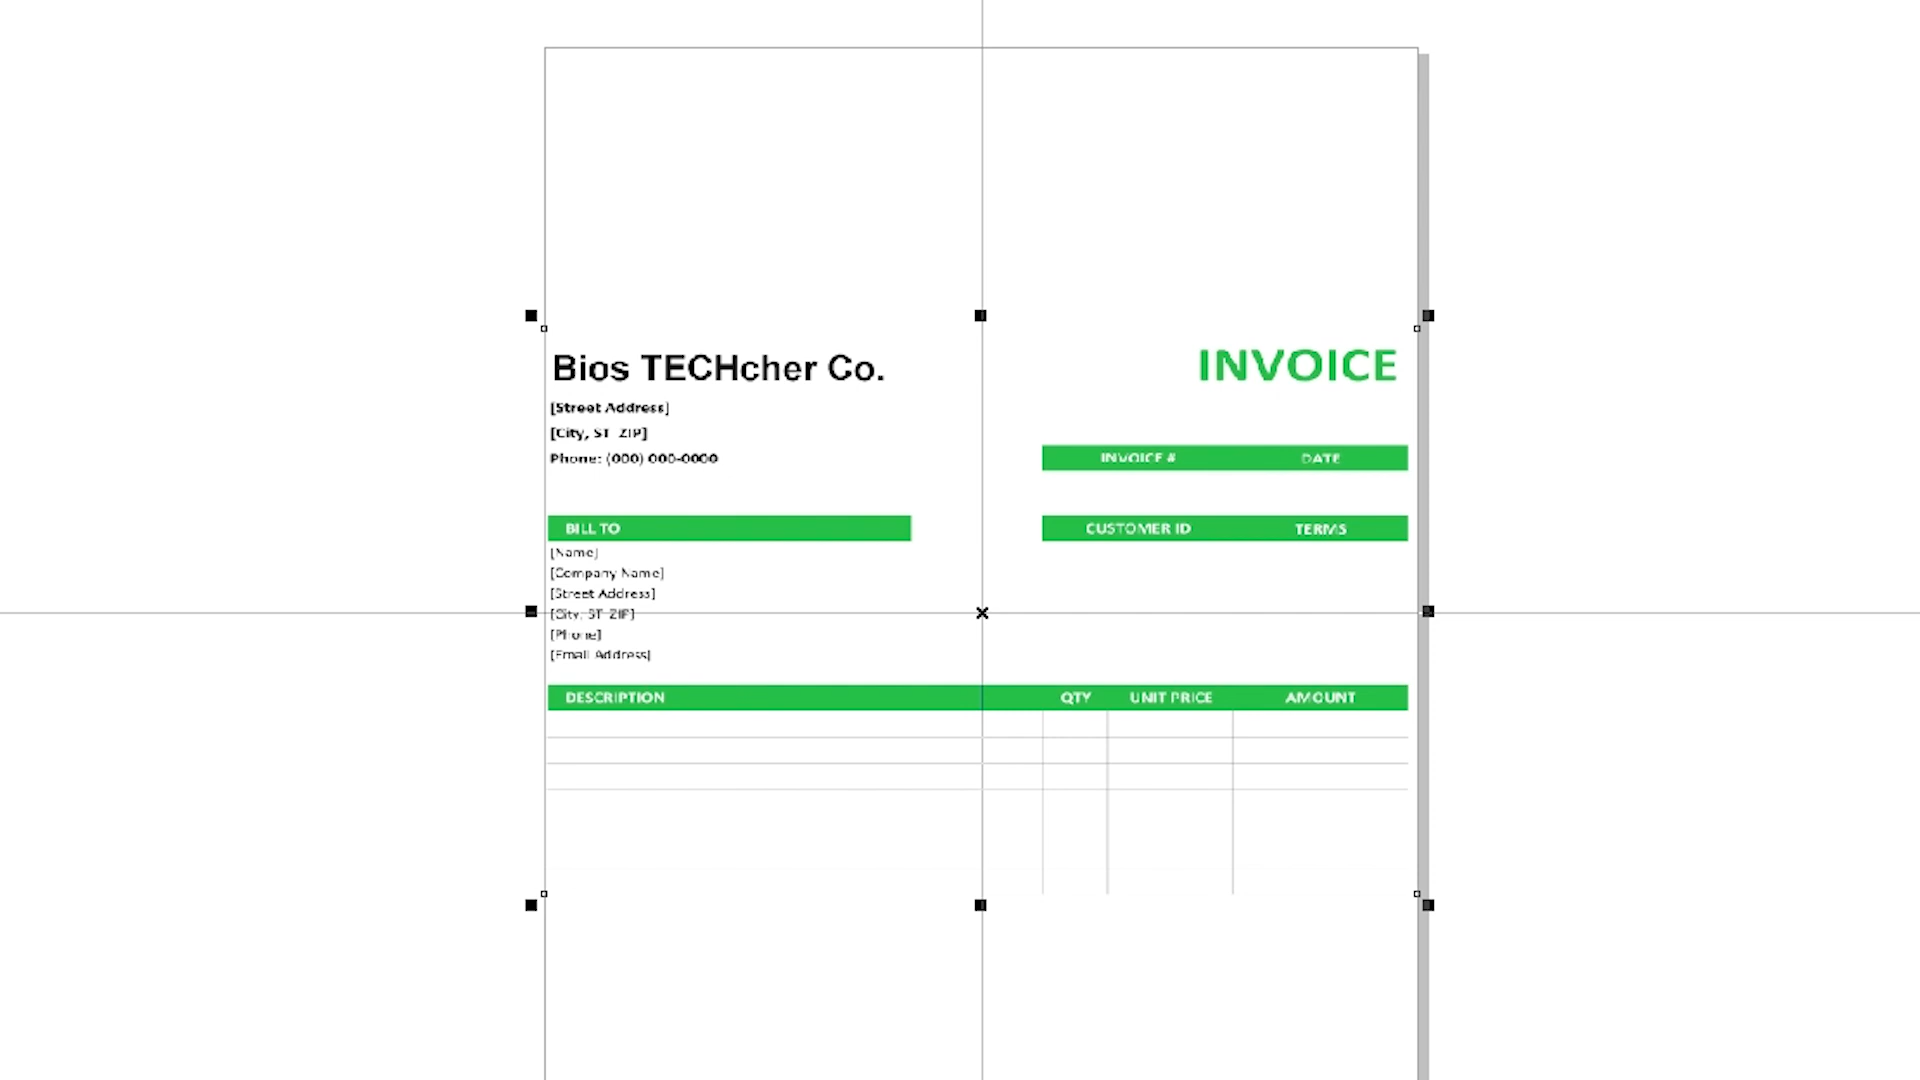 Bios TECHcher Co.
INVOICE
[Street Address]
[City, ST ZIP]
Phone: (000) 000-0000
INVOICE # DATE
BILL TO
CUSTOMER ID TERMS
[Name]
[Company Name]
[Street Address]
[City, ST ZIP]
[Phone]
[Email Address]
DESCRIPTION QTY UNIT PRICE AMOUNT